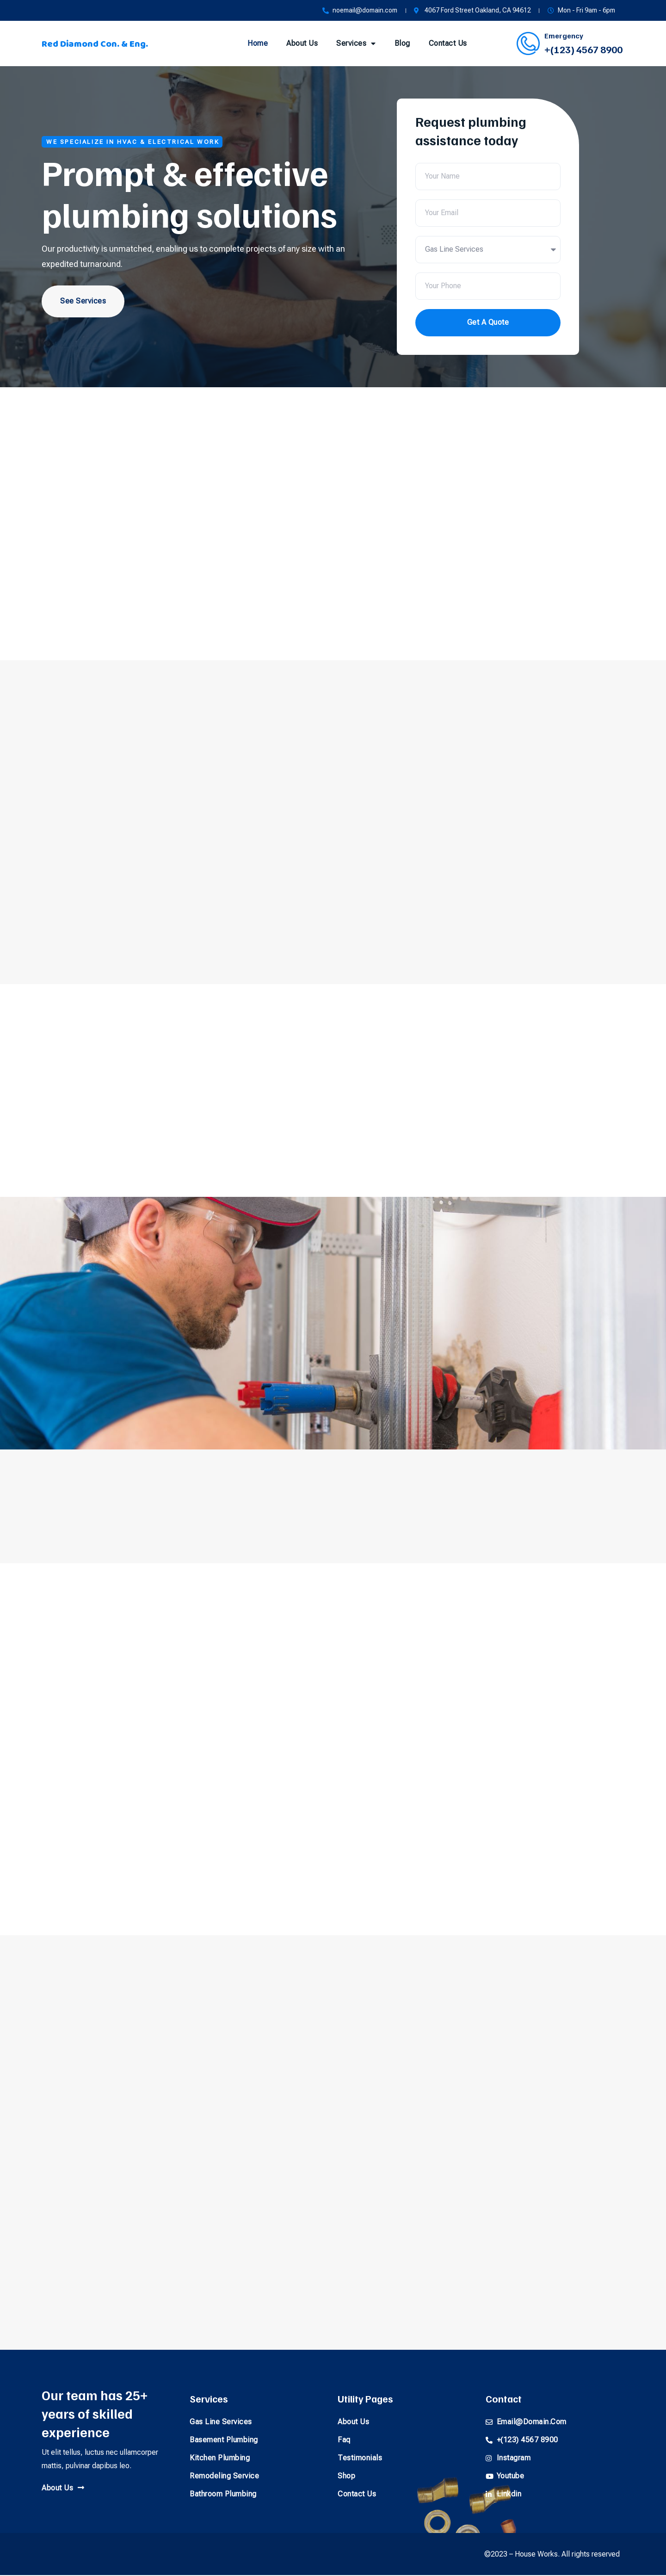 noemail@domain.com
4067 Ford Street Oakland, CA 94612
Mon - Fri 9am - 6pm
Red Diamond Con. & Eng.
Home
About Us
Services
Blog
Contact Us
Emergency
+(123) 4567 8900
WE SPECIALIZE IN HVAC & ELECTRICAL WORK
Prompt & effective
plumbing solutions
Our productivity is unmatched, enabling us to complete projects of any size with an
expedited turnaround.
See Services
Request plumbing
assistance today
Your Name
Your Email
Gas Line Services
Your Phone
Get A Quote
Our team has 25+
years of skilled
experience
Ut elit tellus, luctus nec ullamcorper
mattis, pulvinar dapibus leo.
About Us
Services
Gas Line Services
Basement Plumbing
Kitchen Plumbing
Remodeling Service
Bathroom Plumbing
Utility Pages
About Us
Faq
Testimonials
Shop
Contact Us
Contact
Email@Domain.Com
+(123) 4567 8900
Instagram
Youtube
Linkdin
©2023 – House Works. All rights reserved